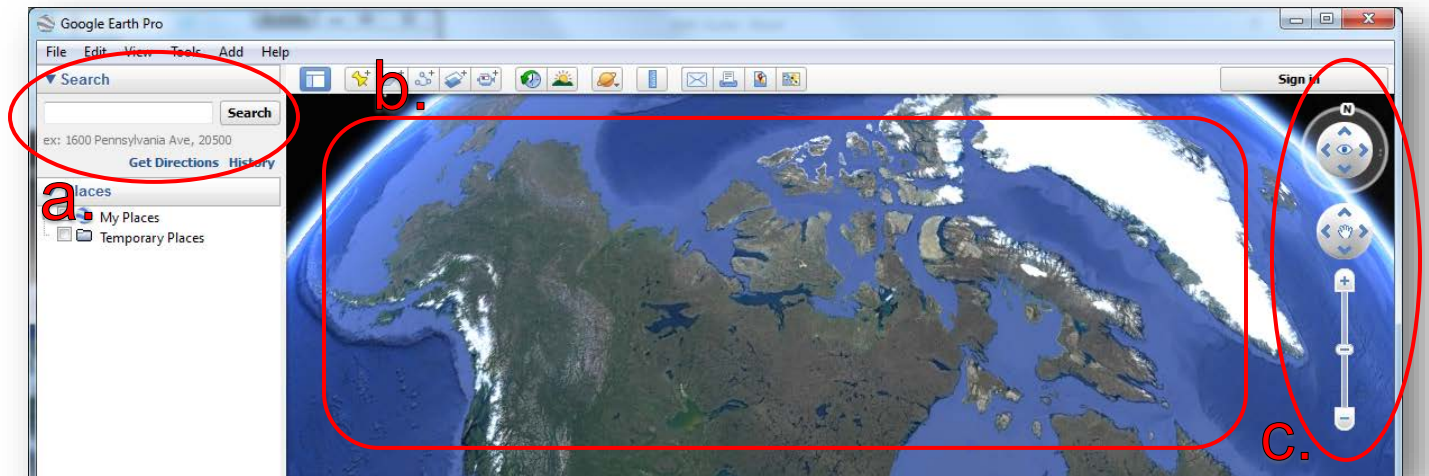 Google Earth Pro
File Edit View Tools Add Help
Search
b.
Sign in
Search
N
ex: 1600 Pennsylvania Ave, 20500
Get Directions History
a.
Places
My Places
Temporary Places
c.